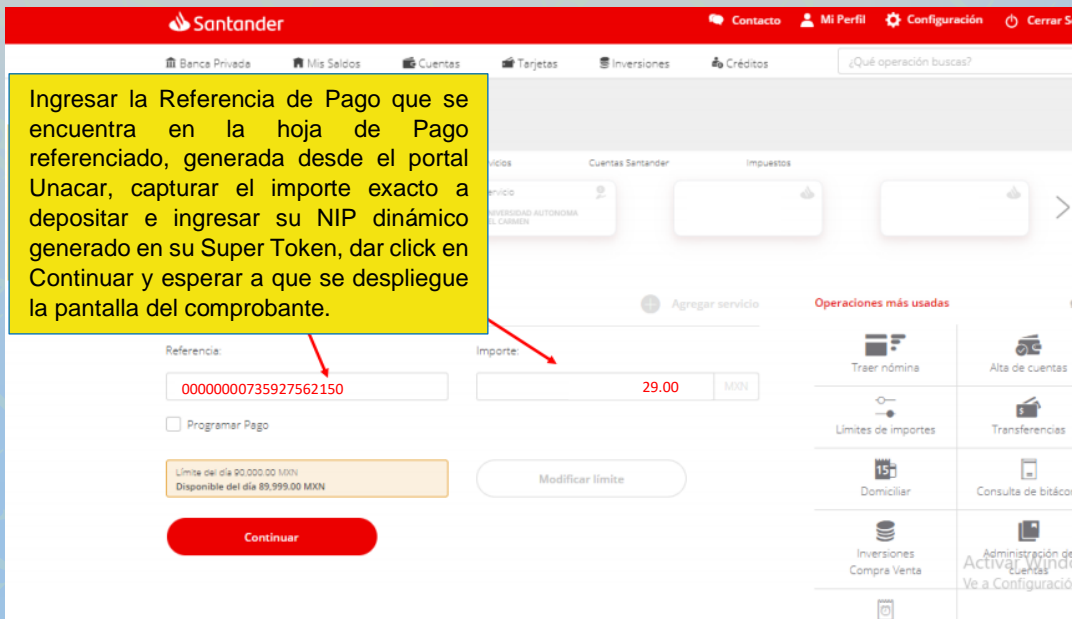 Santander
Contacto Mi Perfil Configuración Cerrar S
Banca Privada Mis Saldos Cuentas Tarjetas Inversiones Créditos ¿Qué operación buscas?
Ingresar la Referencia de Pago que se
encuentra en la hoja de Pago
referenciado, generada desde el portal
Unacar, capturar el importe exacto a
depositar e ingresar su NIP dinámico
generado en su Super Token, dar click en
Continuar y esperar a que se despliegue
la pantalla del comprobante.
Cuentas Santander Impuestos
Agregar servicio
Operaciones más usadas
Referencia: Importe:
00000000735927562150 29.00 MXN
Programar Pago
Límite del día 90,000.00 MXN
Disponible del día 89,999.00 MXN
Modificar límite
Continuar
Traer nómina Alta de cuentas
Límites de importes Transferencias
Domiciliar Consulta de bitácor
Inversiones
Compra Venta
Administración de
cuentas
Activar Windo
Ve a Configuració